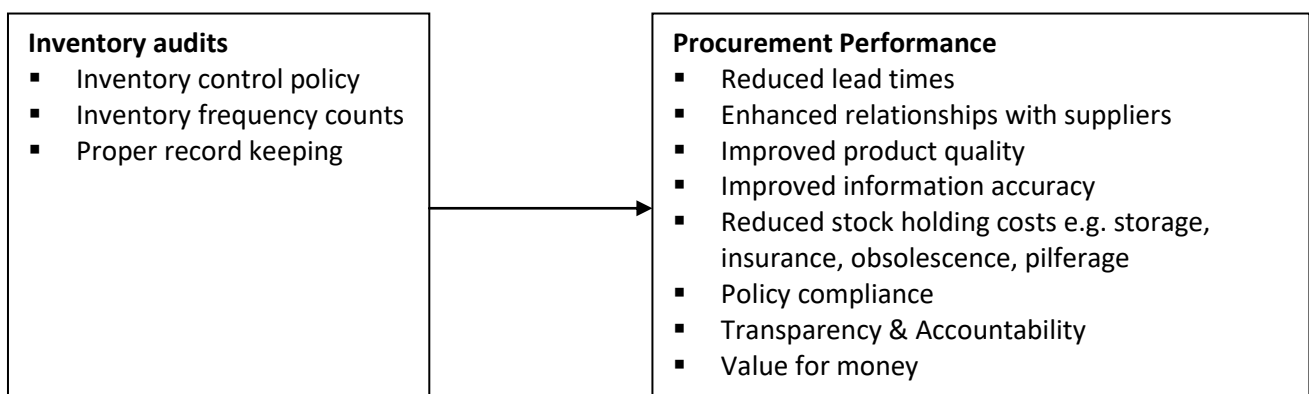 Inventory audits
▪ Inventory control policy
▪ Inventory frequency counts
▪ Proper record keeping
Procurement Performance
▪ Reduced lead times
▪ Enhanced relationships with suppliers
▪ Improved product quality
▪ Improved information accuracy
▪ Reduced stock holding costs e.g. storage,
insurance, obsolescence, pilferage
▪ Policy compliance
▪ Transparency & Accountability
▪ Value for money